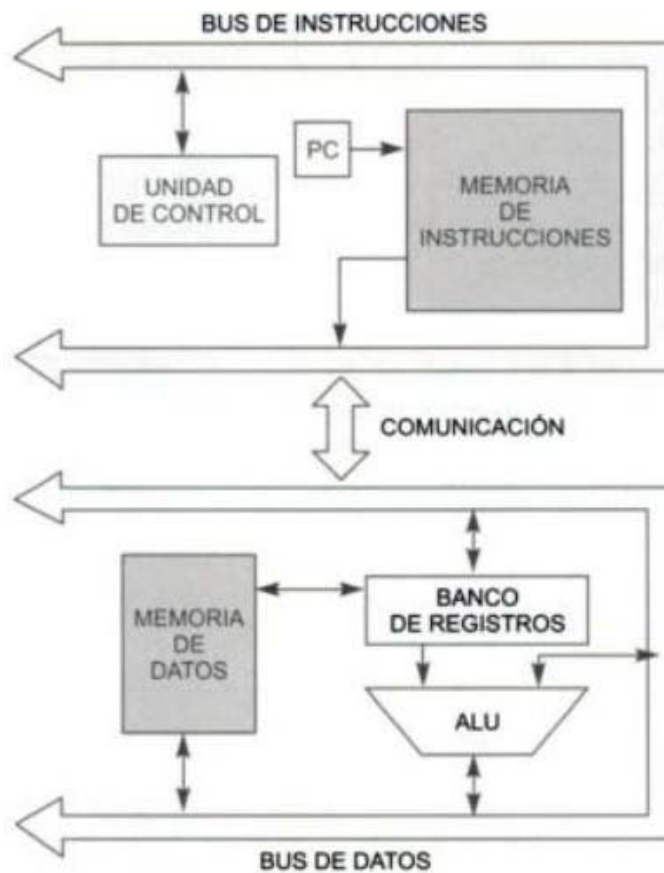 BUS DE INSTRUCCIONES
PC
UNIDAD
DE CONTROL
MEMORIA
DE
INSTRUCCIONES
COMUNICACIÓN
MEMORIA
DE
DATOS
BANCO
DE REGISTROS
ALU
BUS DE DATOS